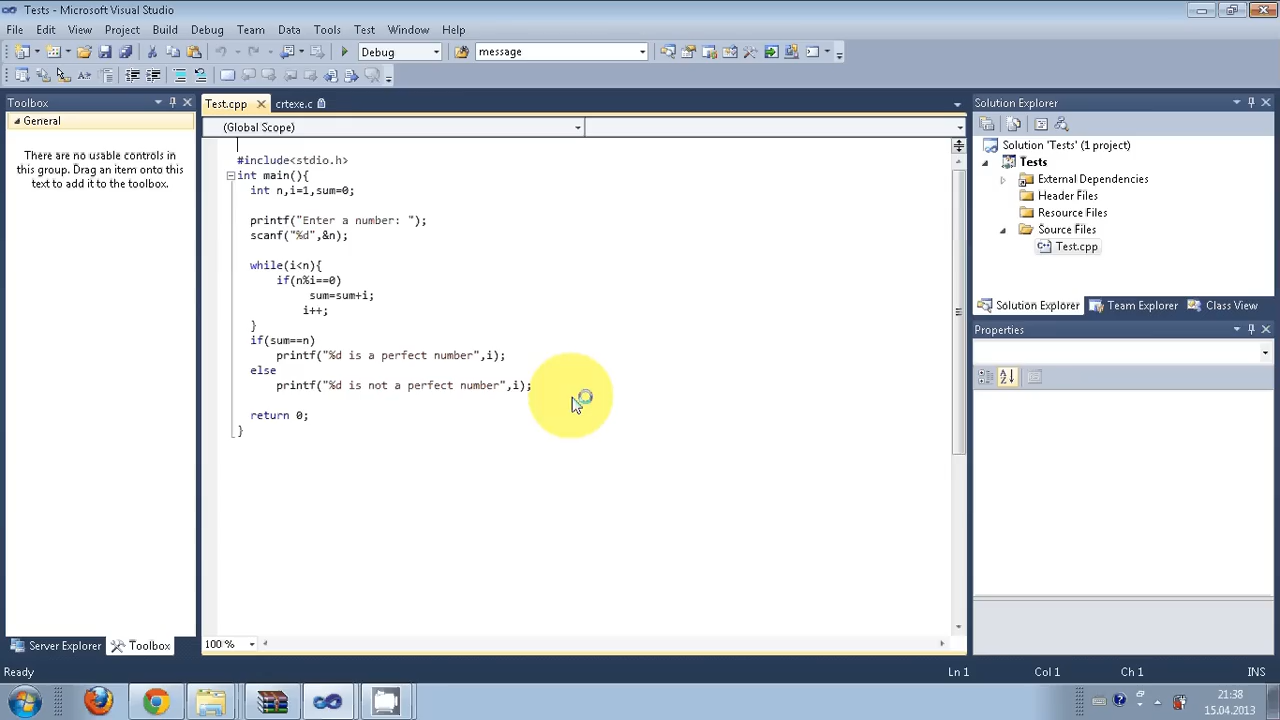 Tests - Microsoft Visual Studio
File Edit View Project Build Debug Team Data Tools Test Window Help
Debug message
Toolbox
General
There are no usable controls in
this group. Drag an item onto this
text to add it to the toolbox.
Server Explorer Toolbox
Test.cpp crtexe.c
(Global Scope)
#include<stdio.h>
int main(){
int n,i=1,sum=0;
printf("Enter a number: ");
scanf("%d",&n);
while(i<n){
if(n%i==0)
sum=sum+i;
i++;
}
if(sum==n)
printf("%d is a perfect number",i);
else
printf("%d is not a perfect number",i);
return 0;
}
100 %
Solution Explorer
Solution 'Tests' (1 project)
Tests
External Dependencies
Header Files
Resource Files
Source Files
Test.cpp
Solution Explorer Team Explorer Class View
Properties
Ready Ln 1 Col 1 Ch 1 INS
21:38
15.04.2013